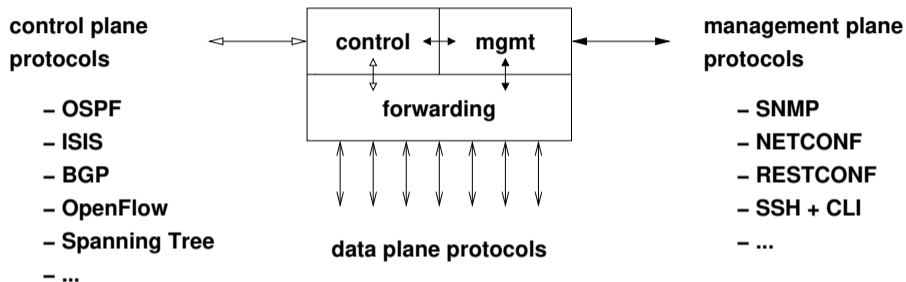 control plane
protocols
– OSPF
– ISIS
– BGP
– OpenFlow
– Spanning Tree
– ...
control
mgmt
forwarding
data plane protocols
management plane
protocols
– SNMP
– NETCONF
– RESTCONF
– SSH + CLI
– ...